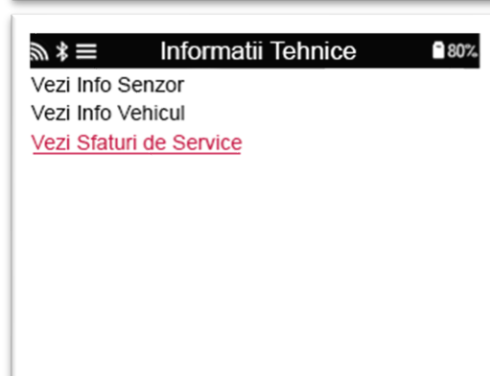 Informatii Tehnice 80%
Vezi Info Senzor
Vezi Info Vehicul
Vezi Sfaturi de Service